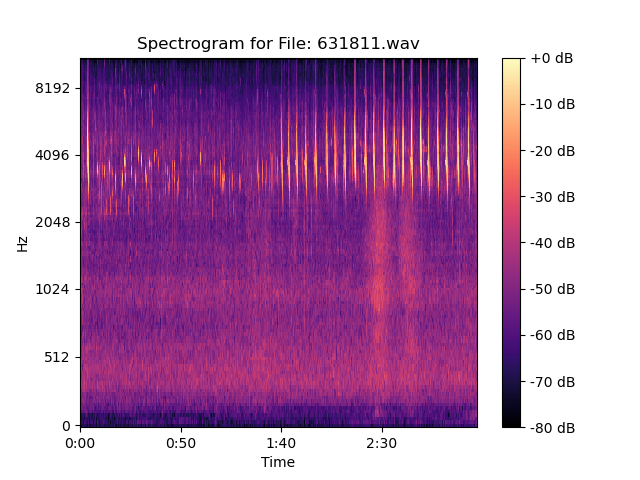 Spectrogram for File: 631811.wav
8192
4096
2048
1024
512
0
Hz
0:00
0:50
1:40
2:30
Time
+0 dB
-10 dB
-20 dB
-30 dB
-40 dB
-50 dB
-60 dB
-70 dB
-80 dB